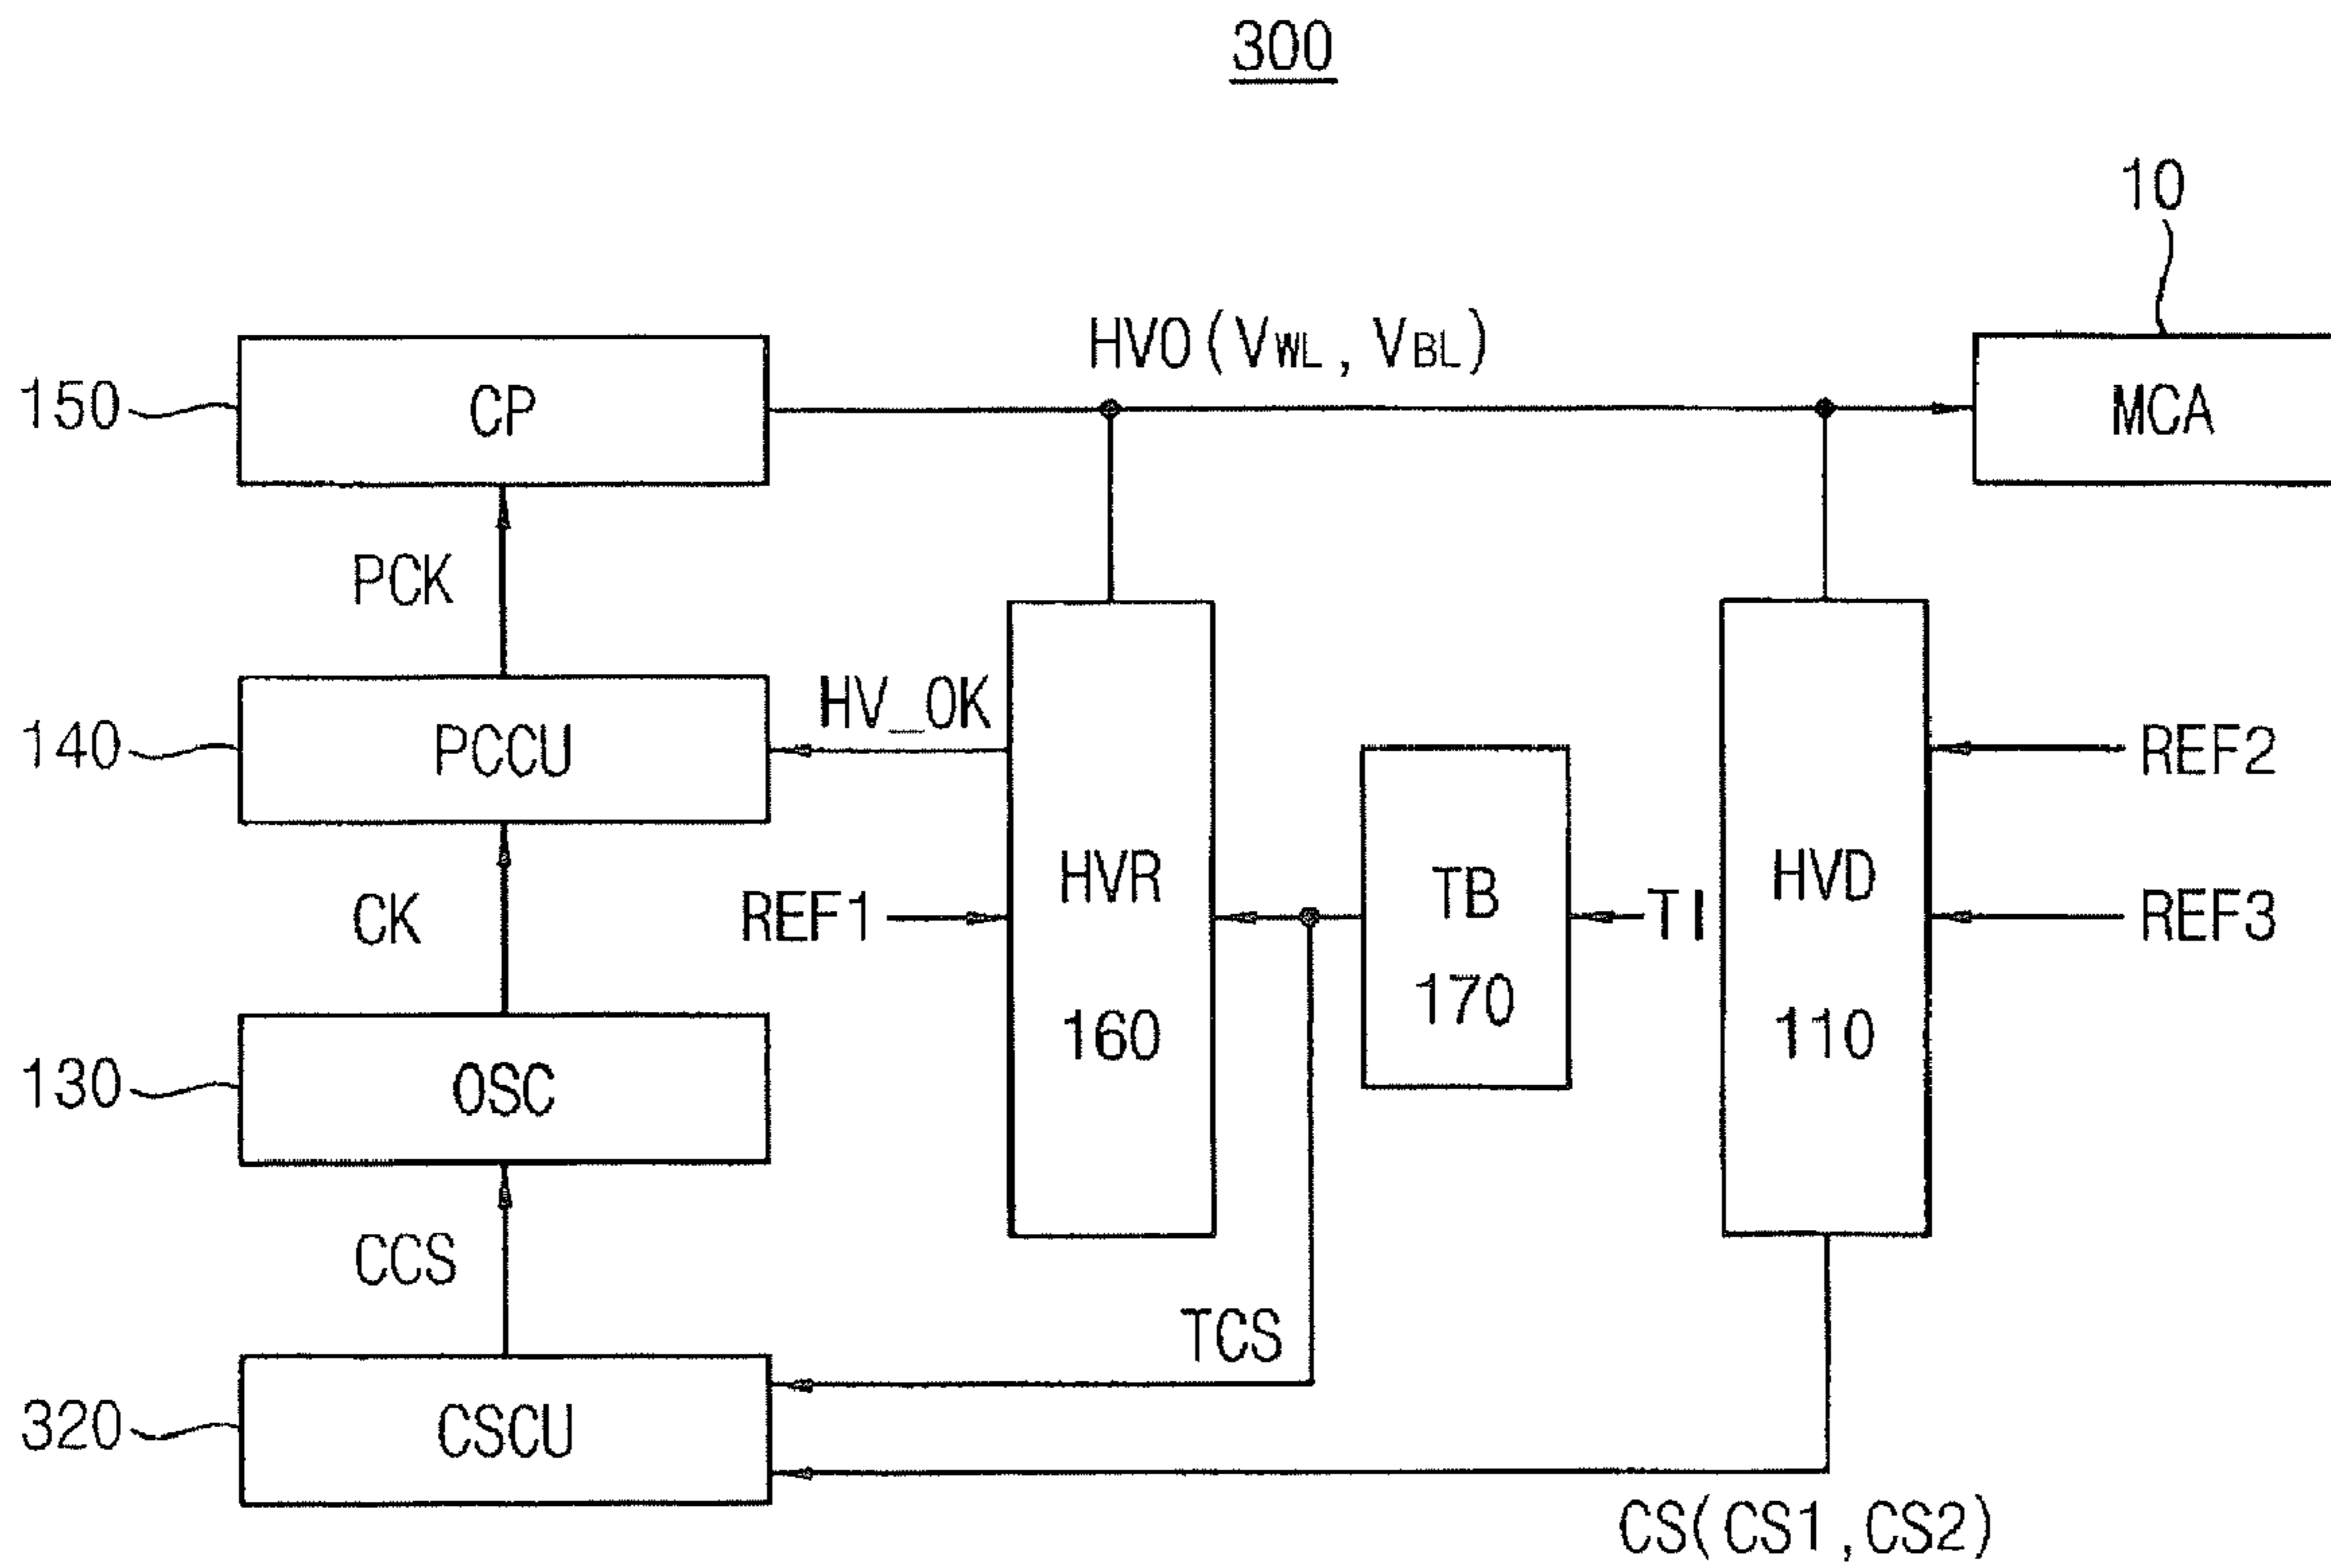 300
10
HVO(VWL, VBL)
150
CP
MCA
PCK
HV_OK
140
PCCU
REF2
HVR
160
TB
170
TI
HVD
110
CK
REF1
REF3
130
OSC
CCS
TCS
320
CSCU
CS(CS1,CS2)